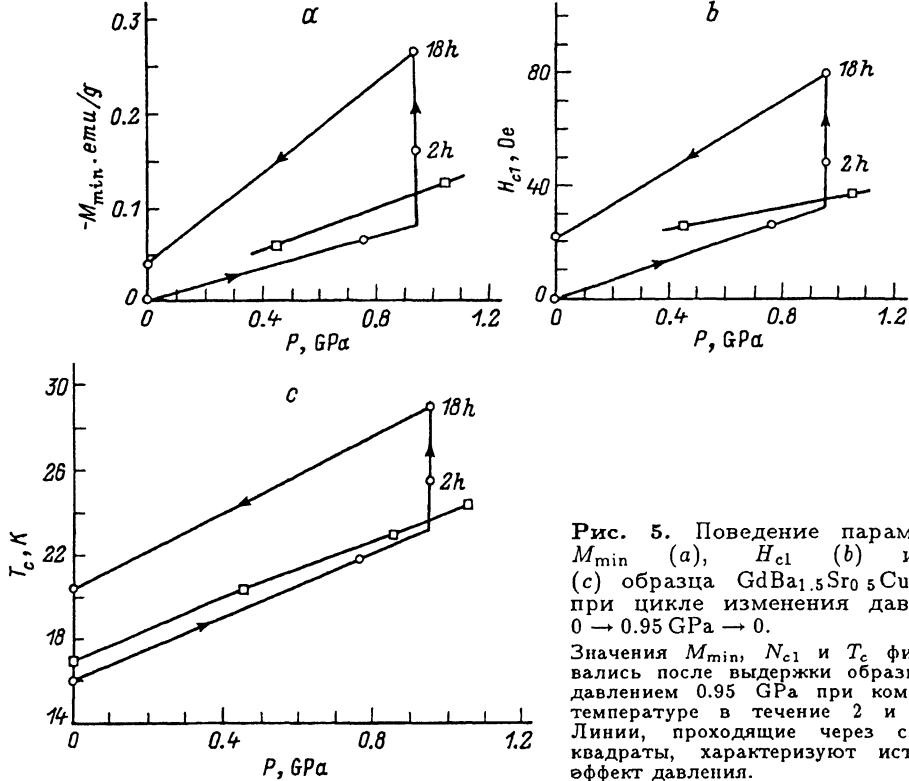 a
0.3
0.2
0.1
0
-M_min, emu/g
18h
2h
0 0.4 0.8 1.2
P, GPa
b
80
40
0
H_c1, Oe
18h
2h
0 0.4 0.8 1.2
P, GPa
c
30
26
22
18
14
T_c, K
18h
2h
0 0.4 0.8 1.2
P, GPa
Рис. 5. Поведение парам
M_min (a), H_c1 (b) и
(c) образца GdBa1.5Sr0 5Cu
при цикле изменения дав
0 → 0.95 GPa → 0.
Значения M_min, N_c1 и T_c фи
вались после выдержки образц
давлением 0.95 GPa при ком
температуре в течение 2 и
Линии, проходящие через с
квадраты, характеризуют ист
эффект давления.